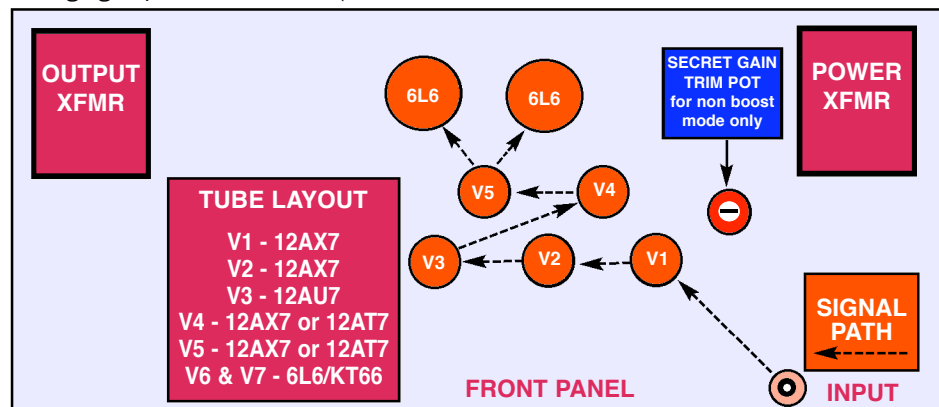 OUTPUT
XFMR
6L6
6L6
SECRET GAIN
TRIM POT
for non boost
mode only
POWER
XFMR
V5
V4
V3
V2
V1
TUBE LAYOUT
V1 - 12AX7
V2 - 12AX7
V3 - 12AU7
V4 - 12AX7 or 12AT7
V5 - 12AX7 or 12AT7
V6 & V7 - 6L6/KT66
SIGNAL
PATH
FRONT PANEL
INPUT